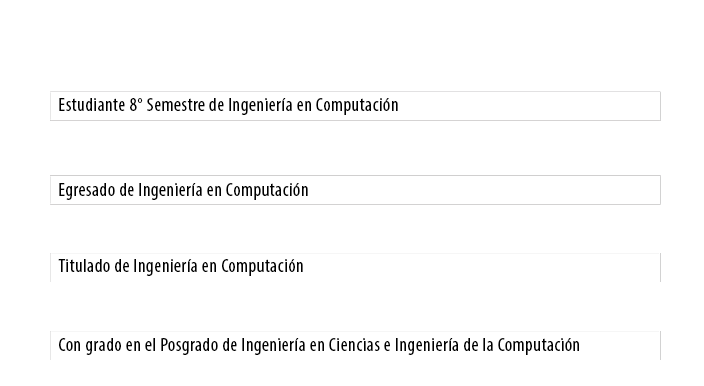 Estudiante 8° Semestre de Ingeniería en Computación
Egresado de Ingeniería en Computación
Titulado de Ingeniería en Computación
Con grado en el Posgrado de Ingeniería en Ciencias e Ingeniería de la Computación